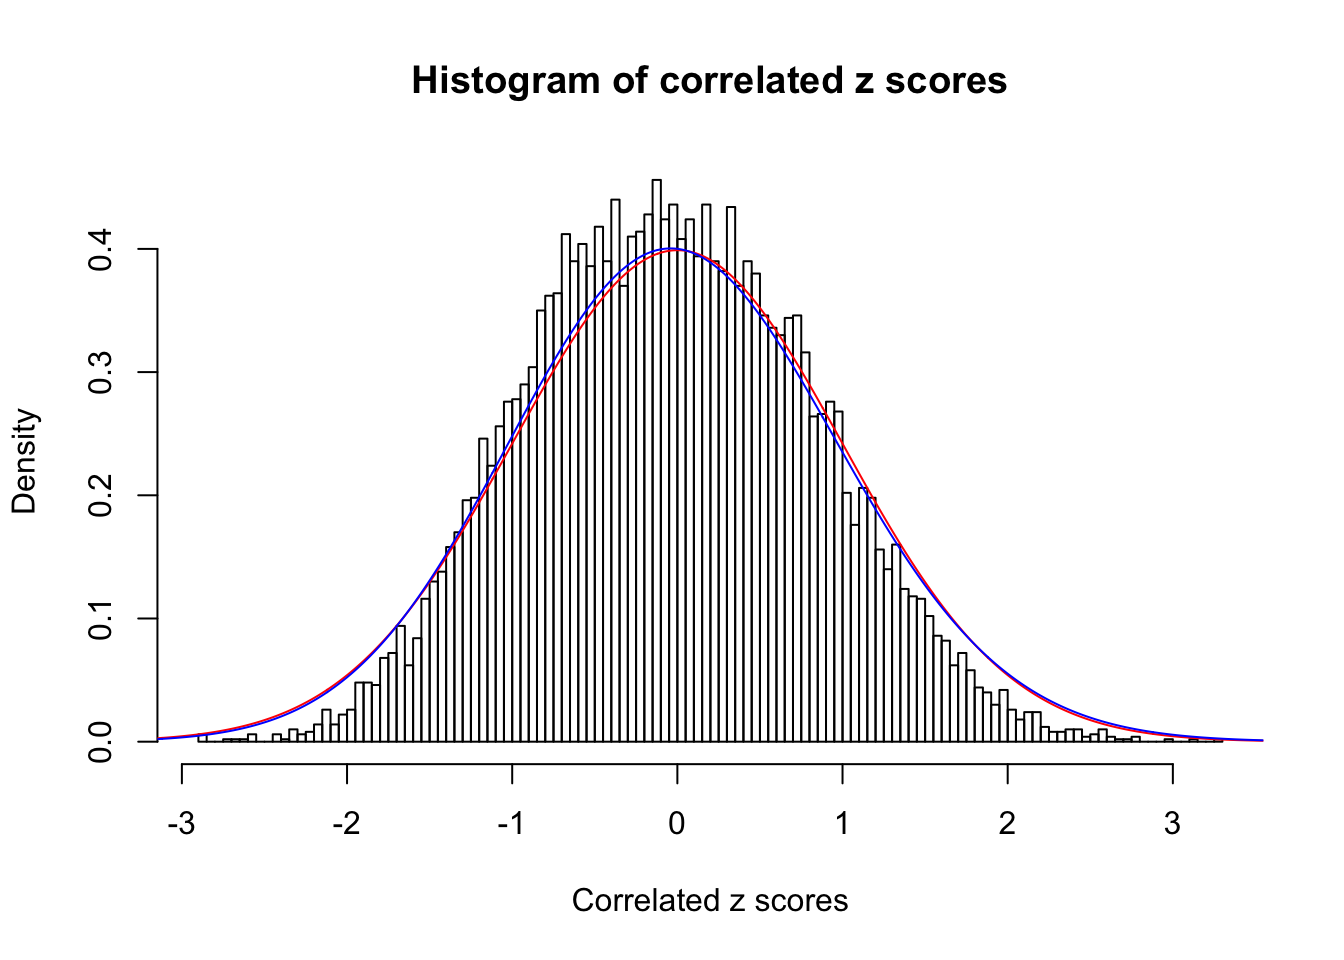 Histogram of correlated z scores
Density
0.4
0.3
0.2
0.1
0.0
-3 -2 -1 0 1 2 3
Correlated z scores